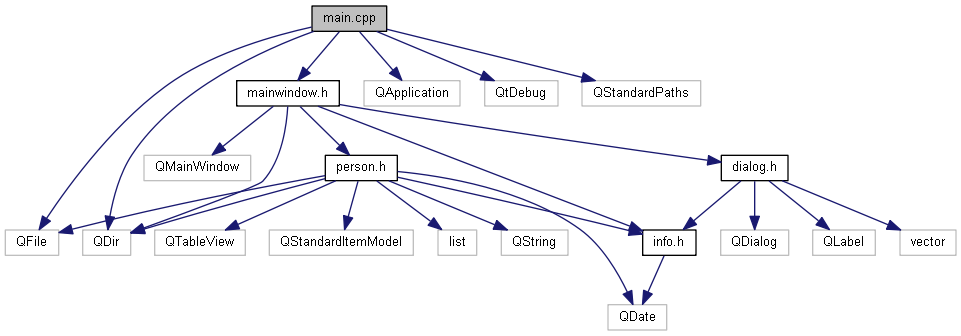 main.cpp
mainwindow.h
QApplication
QtDebug
QStandardPaths
QMainWindow
person.h
dialog.h
QFile
QDir
QTableView
QStandardItemModel
list
QString
info.h
QDialog
QLabel
vector
QDate